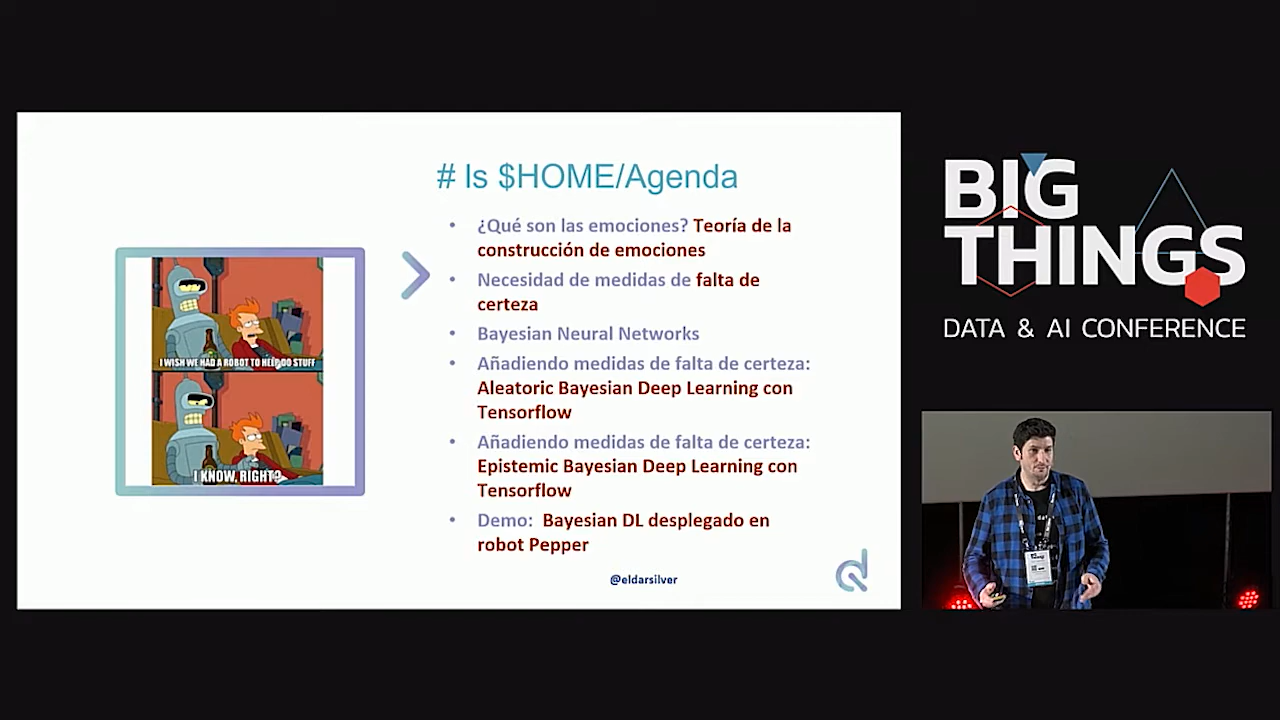 # ls $HOME/Agenda
• ¿Qué son las emociones? Teoría de la
construcción de emociones
• Necesidad de medidas de falta de
certeza
• Bayesian Neural Networks
• Añadiendo medidas de falta de certeza:
Aleatoric Bayesian Deep Learning con
Tensorflow
• Añadiendo medidas de falta de certeza:
Epistemic Bayesian Deep Learning con
Tensorflow
• Demo: Bayesian DL desplegado en
robot Pepper
@eldarsilver
I WISH WE HAD A ROBOT TO HELP DO STUFF
I KNOW, RIGHT?
BIG
THINGS
DATA & AI CONFERENCE